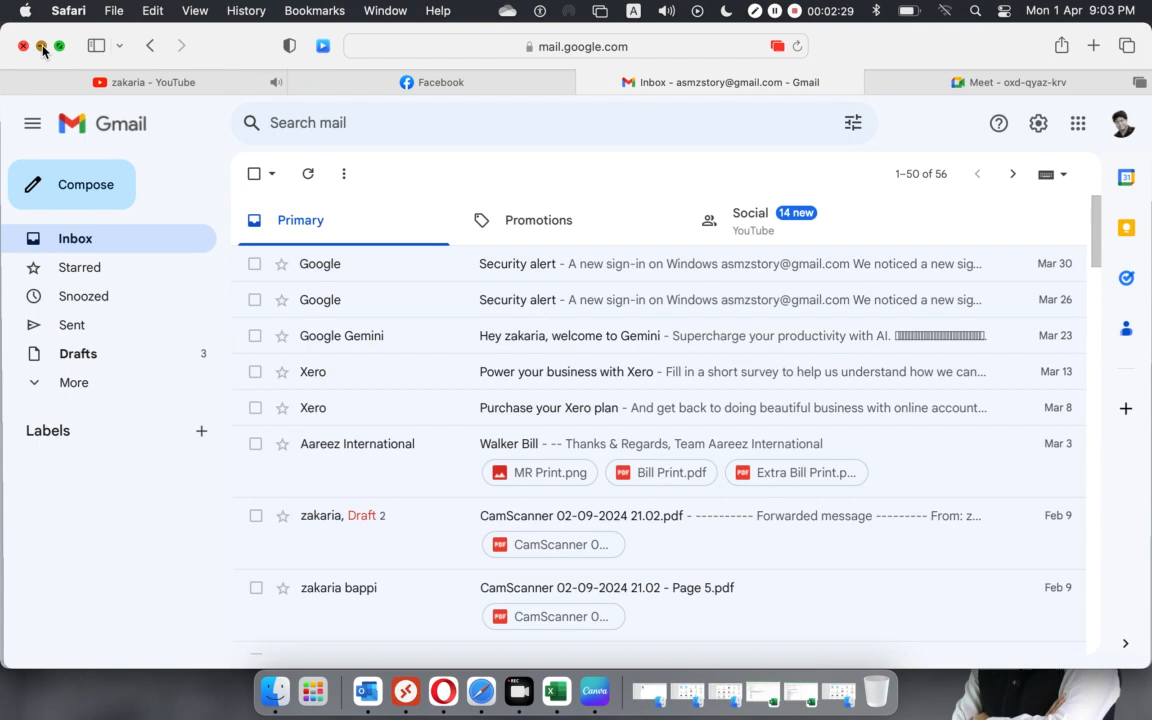 Safari File Edit View History Bookmarks Window Help A 00:02:29 Mon 1 Apr 9:03 PM
mail.google.com
zakaria - YouTube Facebook Inbox - asmzstory@gmail.com - Gmail Meet - oxd-qyaz-krv
Gmail Search mail
Compose
1–50 of 56
Inbox
Starred
Snoozed
Sent
Drafts 3
More
Labels
Primary Promotions Social 14 new
YouTube
Google Security alert - A new sign-in on Windows asmzstory@gmail.com We noticed a new sig... Mar 30
Google Security alert - A new sign-in on Windows asmzstory@gmail.com We noticed a new sig... Mar 26
Google Gemini Hey zakaria, welcome to Gemini - Supercharge your productivity with AI. Mar 23
Xero Power your business with Xero - Fill in a short survey to help us understand how we can... Mar 13
Xero Purchase your Xero plan - And get back to doing beautiful business with online account... Mar 8
Aareez International Walker Bill - -- Thanks & Regards, Team Aareez International Mar 3
MR Print.png PDF Bill Print.pdf PDF Extra Bill Print.p...
zakaria, Draft 2 CamScanner 02-09-2024 21.02.pdf - ---------- Forwarded message --------- From: z... Feb 9
PDF CamScanner 0...
zakaria bappi CamScanner 02-09-2024 21.02 - Page 5.pdf Feb 9
PDF CamScanner 0...
31
REC Canva